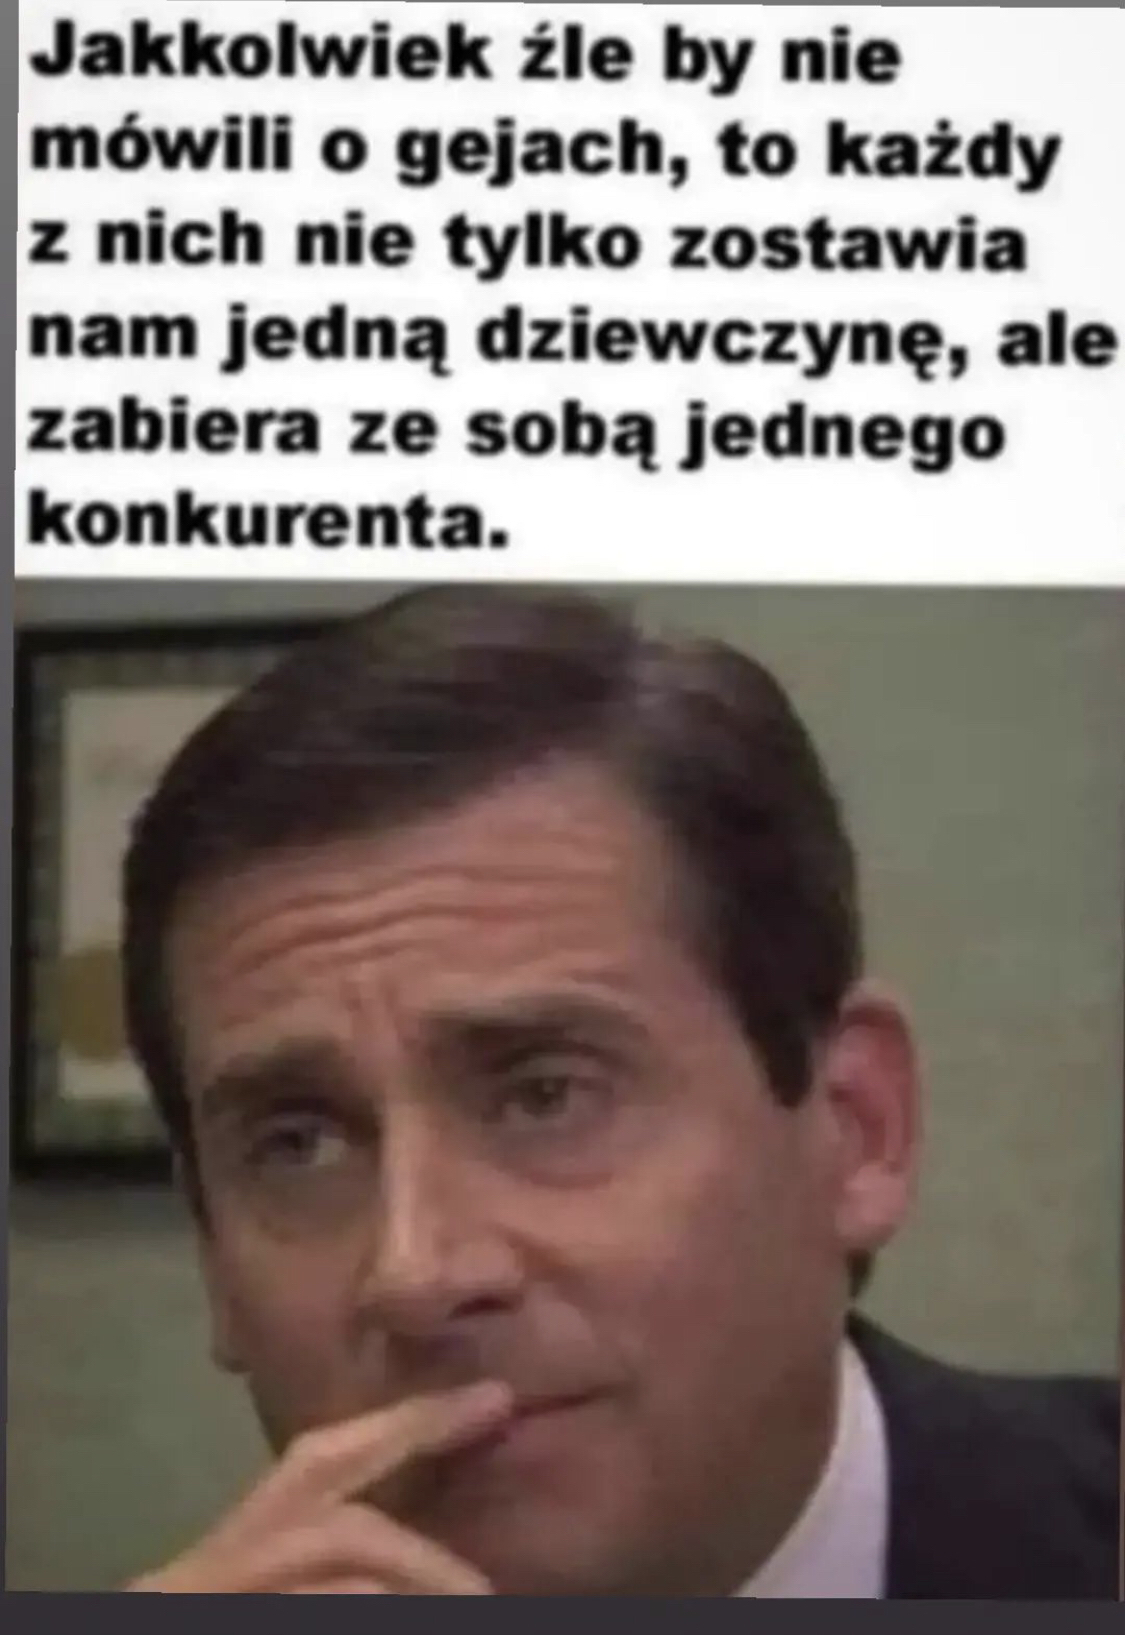 Jakkolwiek źle by nie
mówili o gejach, to każdy
z nich nie tylko zostawia
nam jedną dziewczynę, ale
zabiera ze sobą jednego
konkurenta.